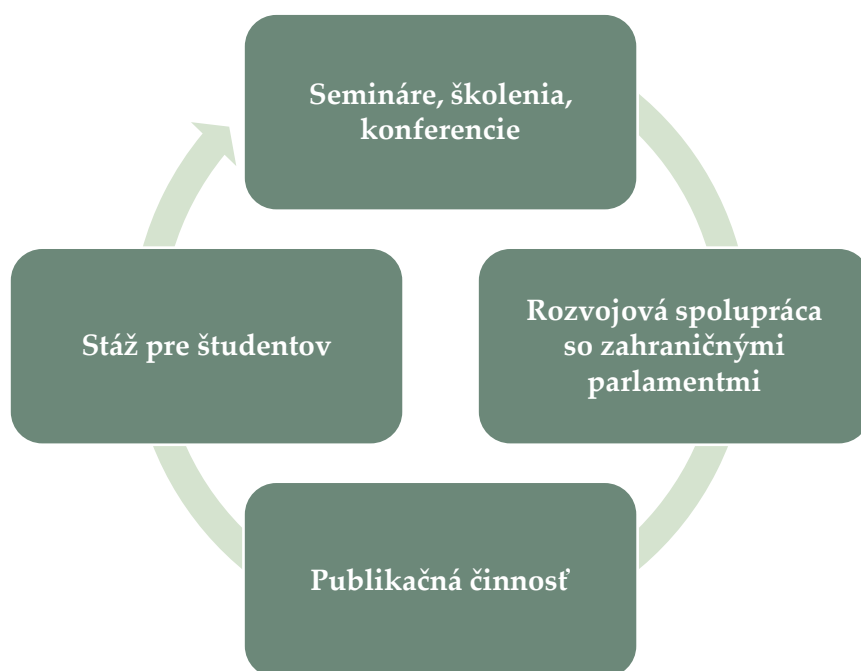 Semináre, školenia,
konferencie
Rozvojová spolupráca
so zahraničnými
parlamentmi
Publikačná činnosť
Stáž pre študentov